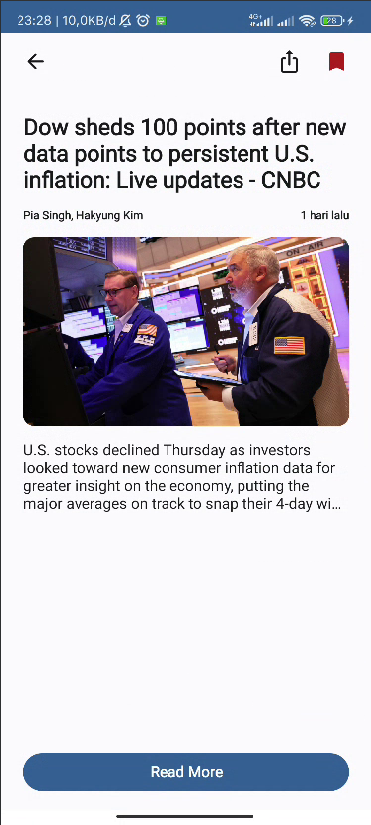 23:28 | 10,0KB/d
4G+
28
Dow sheds 100 points after new
data points to persistent U.S.
inflation: Live updates - CNBC
Pia Singh, Hakyung Kim
1 hari lalu
ON - AIR
U.S. stocks declined Thursday as investors
looked toward new consumer inflation data for
greater insight on the economy, putting the
major averages on track to snap their 4-day wi...
Read More